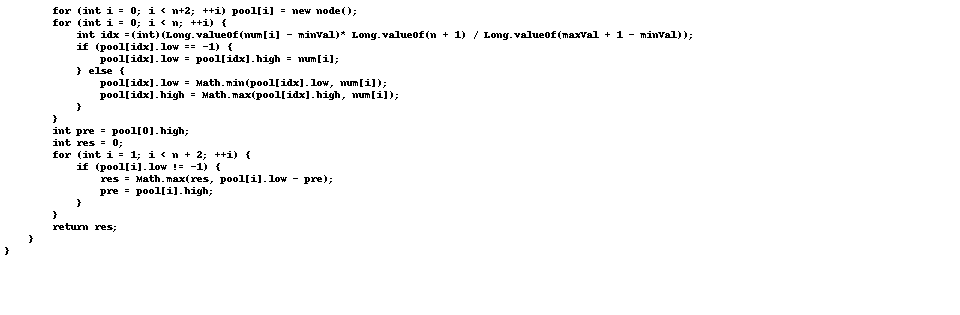 for (int i = 0; i < n+2; ++i) pool[i] = new node();
        for (int i = 0; i < n; ++i) {
            int idx =(int)(Long.valueOf(num[i] - minVal)* Long.valueOf(n + 1) / Long.valueOf(maxVal + 1 - minVal));
            if (pool[idx].low == -1) {
                pool[idx].low = pool[idx].high = num[i];
            } else {
                pool[idx].low = Math.min(pool[idx].low, num[i]);
                pool[idx].high = Math.max(pool[idx].high, num[i]);
            }
        }
        int pre = pool[0].high;
        int res = 0;
        for (int i = 1; i < n + 2; ++i) {
            if (pool[i].low != -1) {
                res = Math.max(res, pool[i].low - pre);
                pre = pool[i].high;
            }
        }
        return res;
    }
}